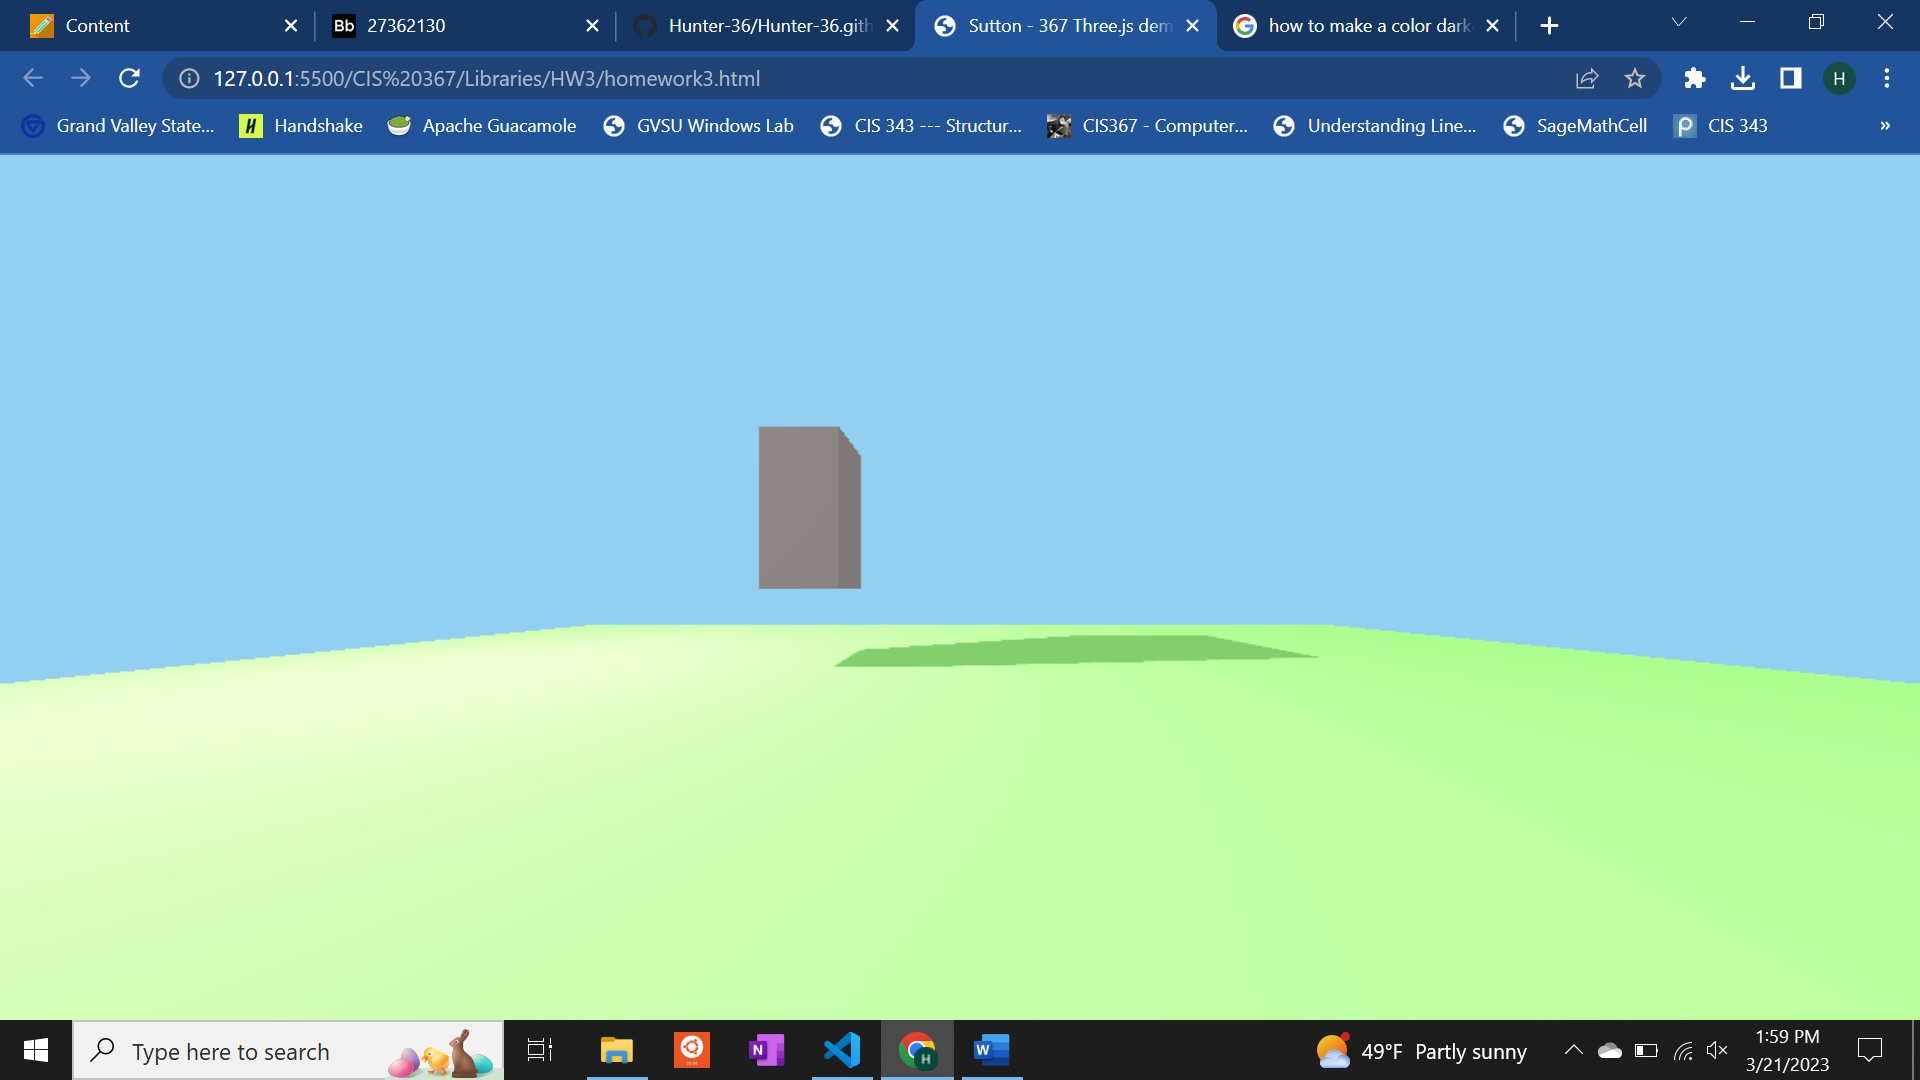 Content
Bb 27362130
Hunter-36/Hunter-36.gith
Sutton - 367 Three.js dem
how to make a color dark
127.0.0.1:5500/CIS%20367/Libraries/HW3/homework3.html
H
Grand Valley State...
H Handshake
Apache Guacamole
GVSU Windows Lab
CIS 343 --- Structur...
CIS367 - Computer...
Understanding Line...
SageMathCell
P CIS 343
»
Type here to search
N
H
W
49°F Partly sunny
1:59 PM
3/21/2023